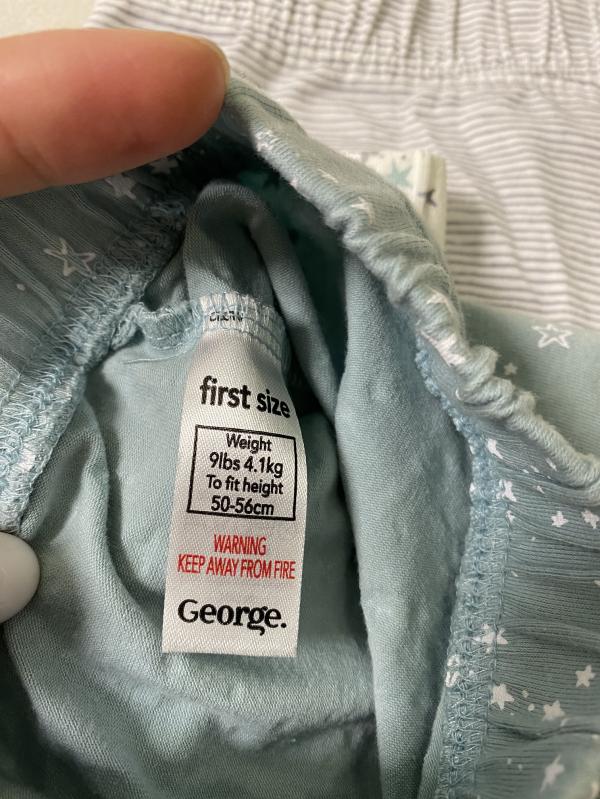 first size
Weight
9lbs 4.1kg
To fit height
50-56cm
WARNING
KEEP AWAY FROM FIRE
George.